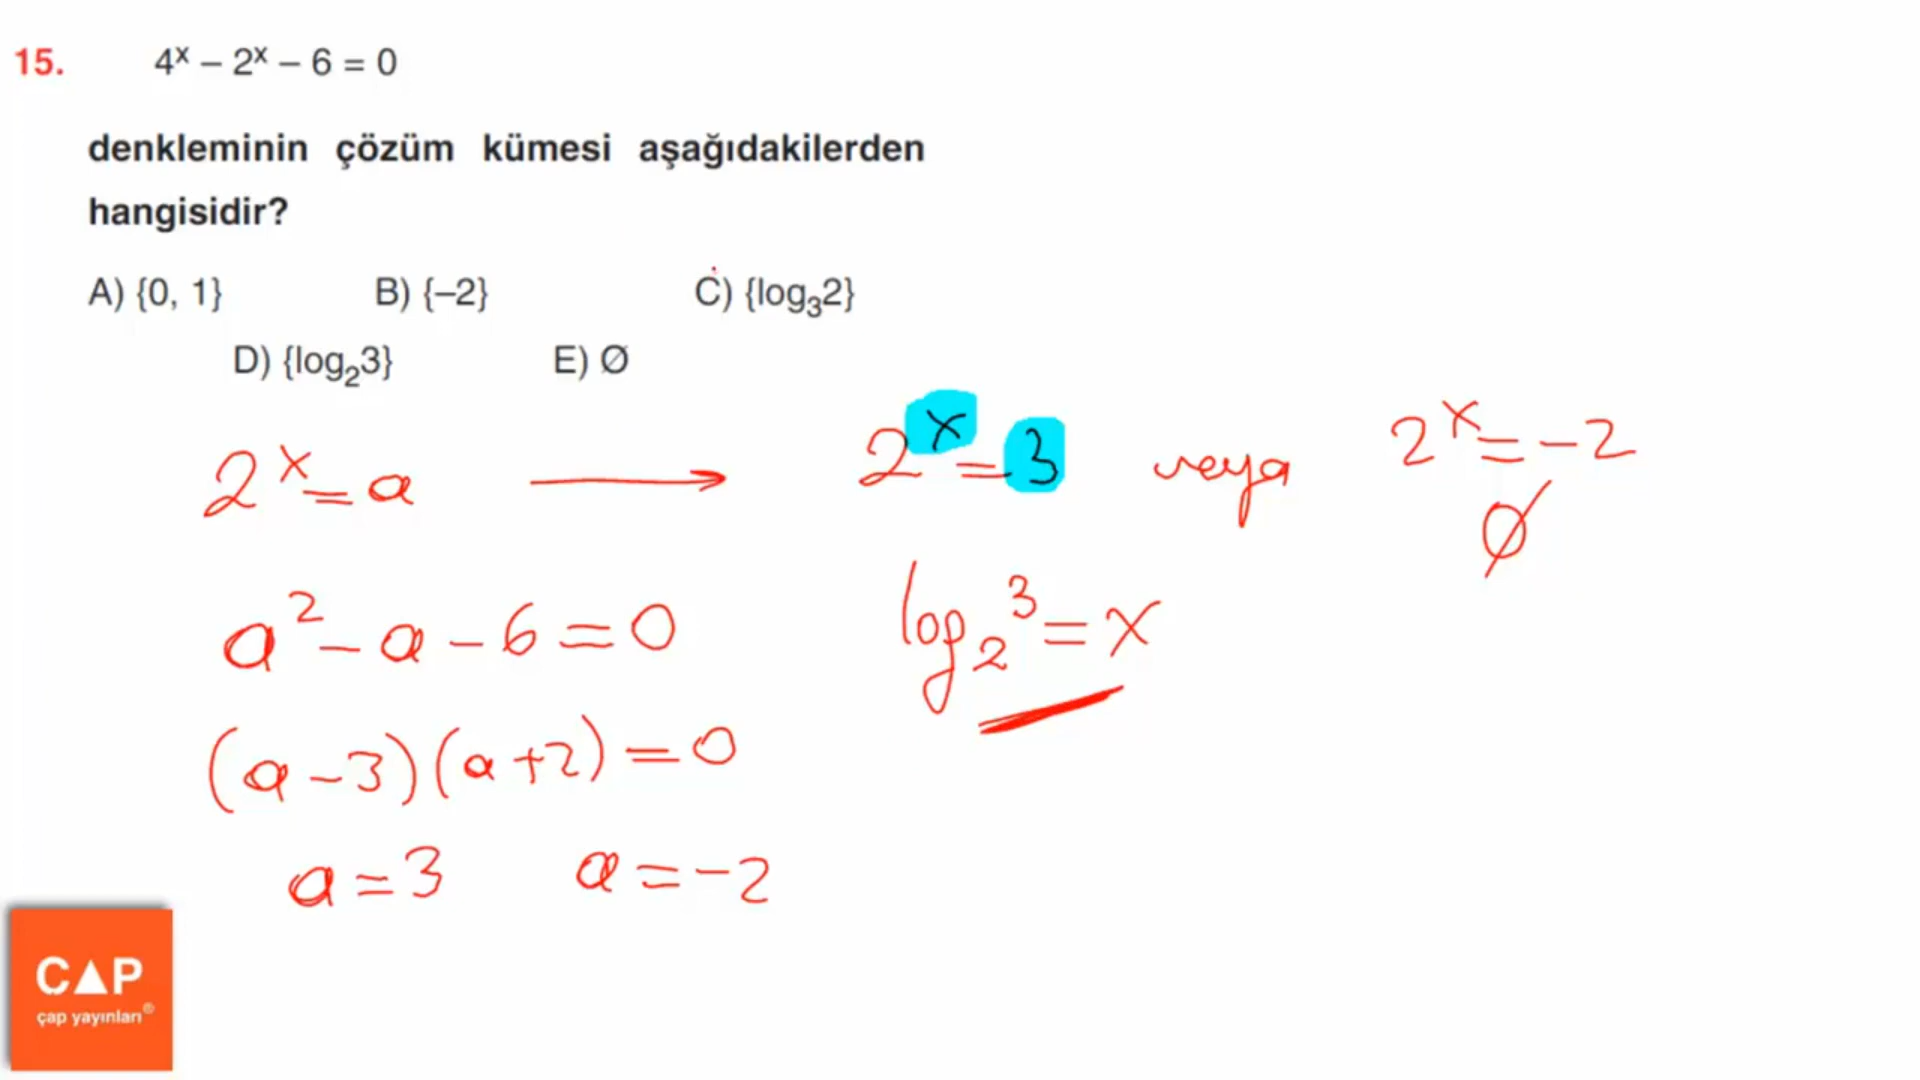 15. 4ˣ – 2ˣ – 6 = 0
denkleminin çözüm kümesi aşağıdakilerden
hangisidir?
A) {0, 1} B) {–2} C) {log₃2}
D) {log₂3} E) Ø
2ˣ = a → 2ˣ = 3 veya 2ˣ = -2
∅
a² - a - 6 = 0
log₂3 = x
(a - 3)(a + 2) = 0
a = 3 a = -2
CAP
çap yayınları®